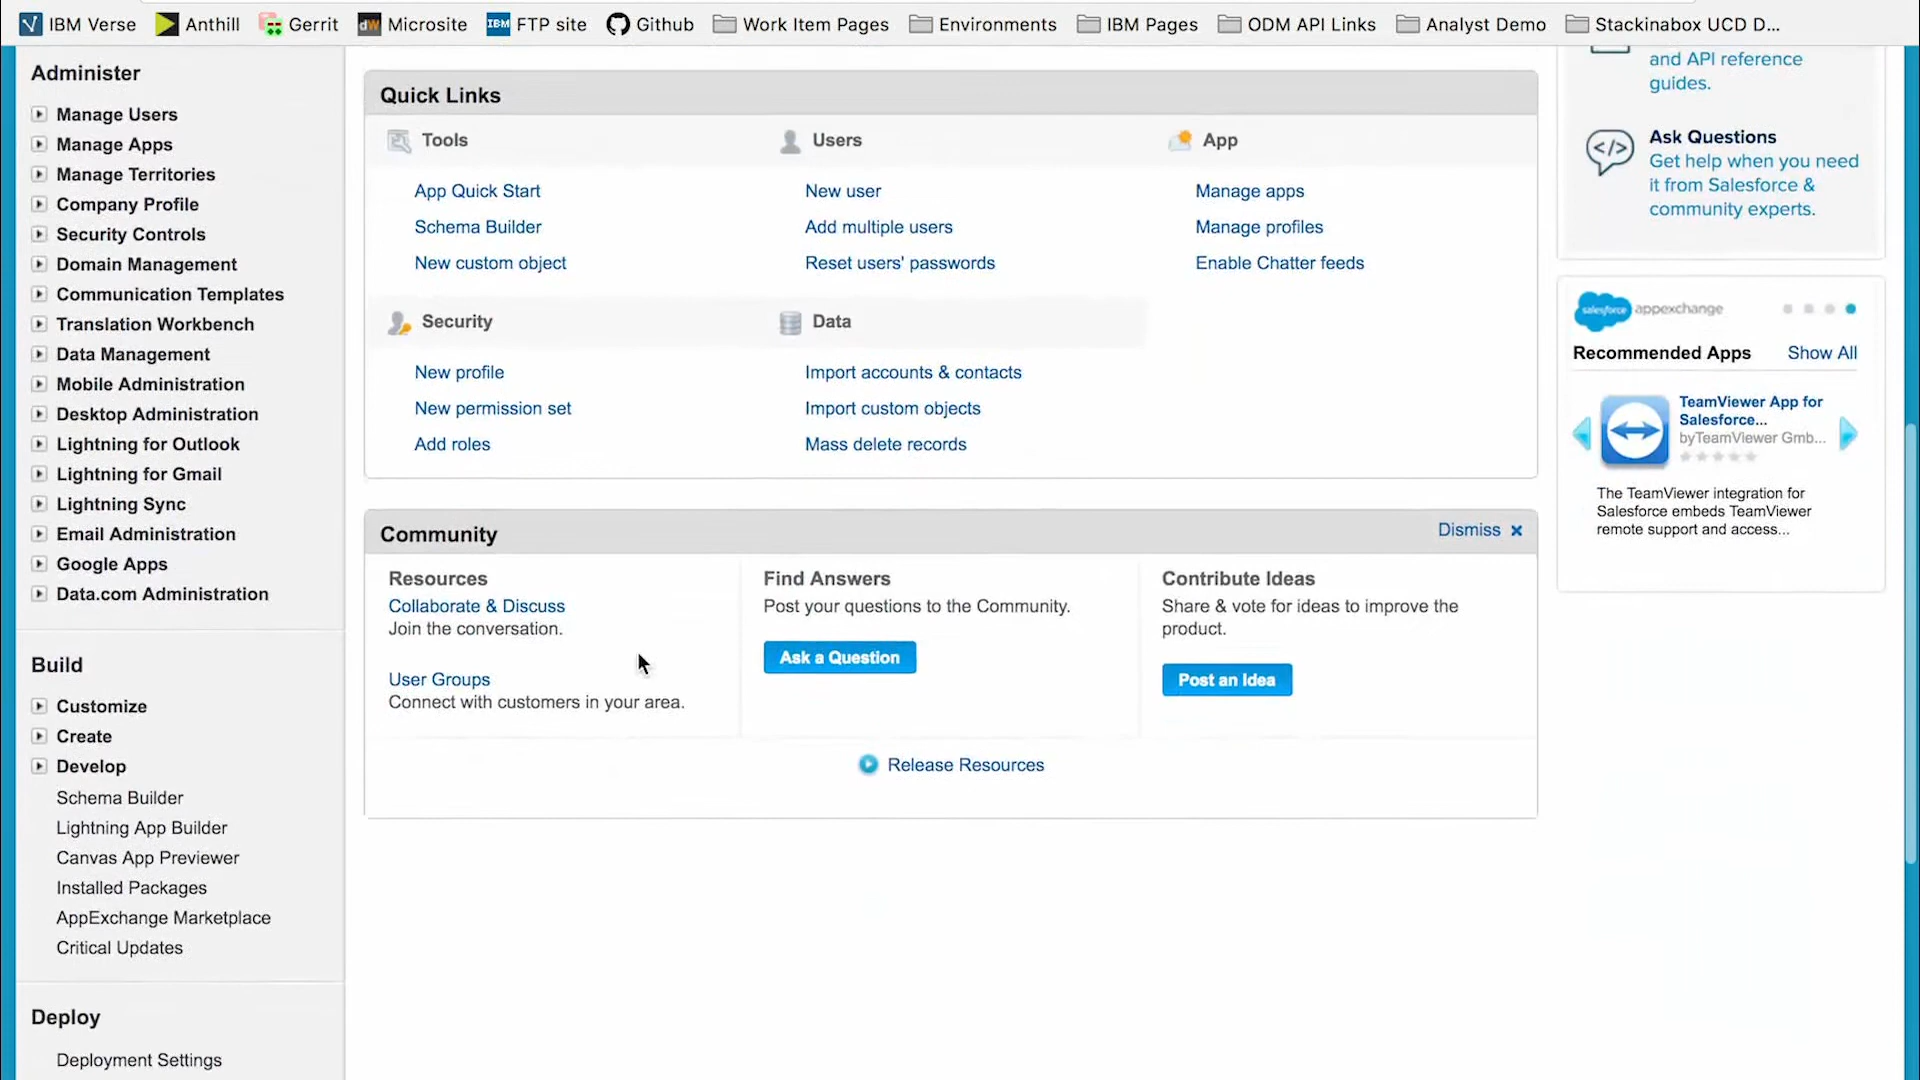 IBM Verse
Anthill
Gerrit
dW Microsite
IBM FTP site
Github
Work Item Pages
Environments
IBM Pages
ODM API Links
Analyst Demo
Stackinabox UCD D...
Administer
Manage Users
Manage Apps
Manage Territories
Company Profile
Security Controls
Domain Management
Communication Templates
Translation Workbench
Data Management
Mobile Administration
Desktop Administration
Lightning for Outlook
Lightning for Gmail
Lightning Sync
Email Administration
Google Apps
Data.com Administration
Build
Customize
Create
Develop
Schema Builder
Lightning App Builder
Canvas App Previewer
Installed Packages
AppExchange Marketplace
Critical Updates
Deploy
Deployment Settings
Quick Links
Tools
App Quick Start
Schema Builder
New custom object
Users
New user
Add multiple users
Reset users' passwords
App
Manage apps
Manage profiles
Enable Chatter feeds
Security
New profile
New permission set
Add roles
Data
Import accounts & contacts
Import custom objects
Mass delete records
Community
Dismiss
Resources
Collaborate & Discuss
Join the conversation.
User Groups
Connect with customers in your area.
Find Answers
Post your questions to the Community.
Ask a Question
Contribute Ideas
Share & vote for ideas to improve the
product.
Post an Idea
Release Resources
and API reference
guides.
</>
Ask Questions
Get help when you need
it from Salesforce &
community experts.
salesforce appexchange
Recommended Apps
Show All
TeamViewer App for
Salesforce...
byTeamViewer Gmb...
The TeamViewer integration for
Salesforce embeds TeamViewer
remote support and access...